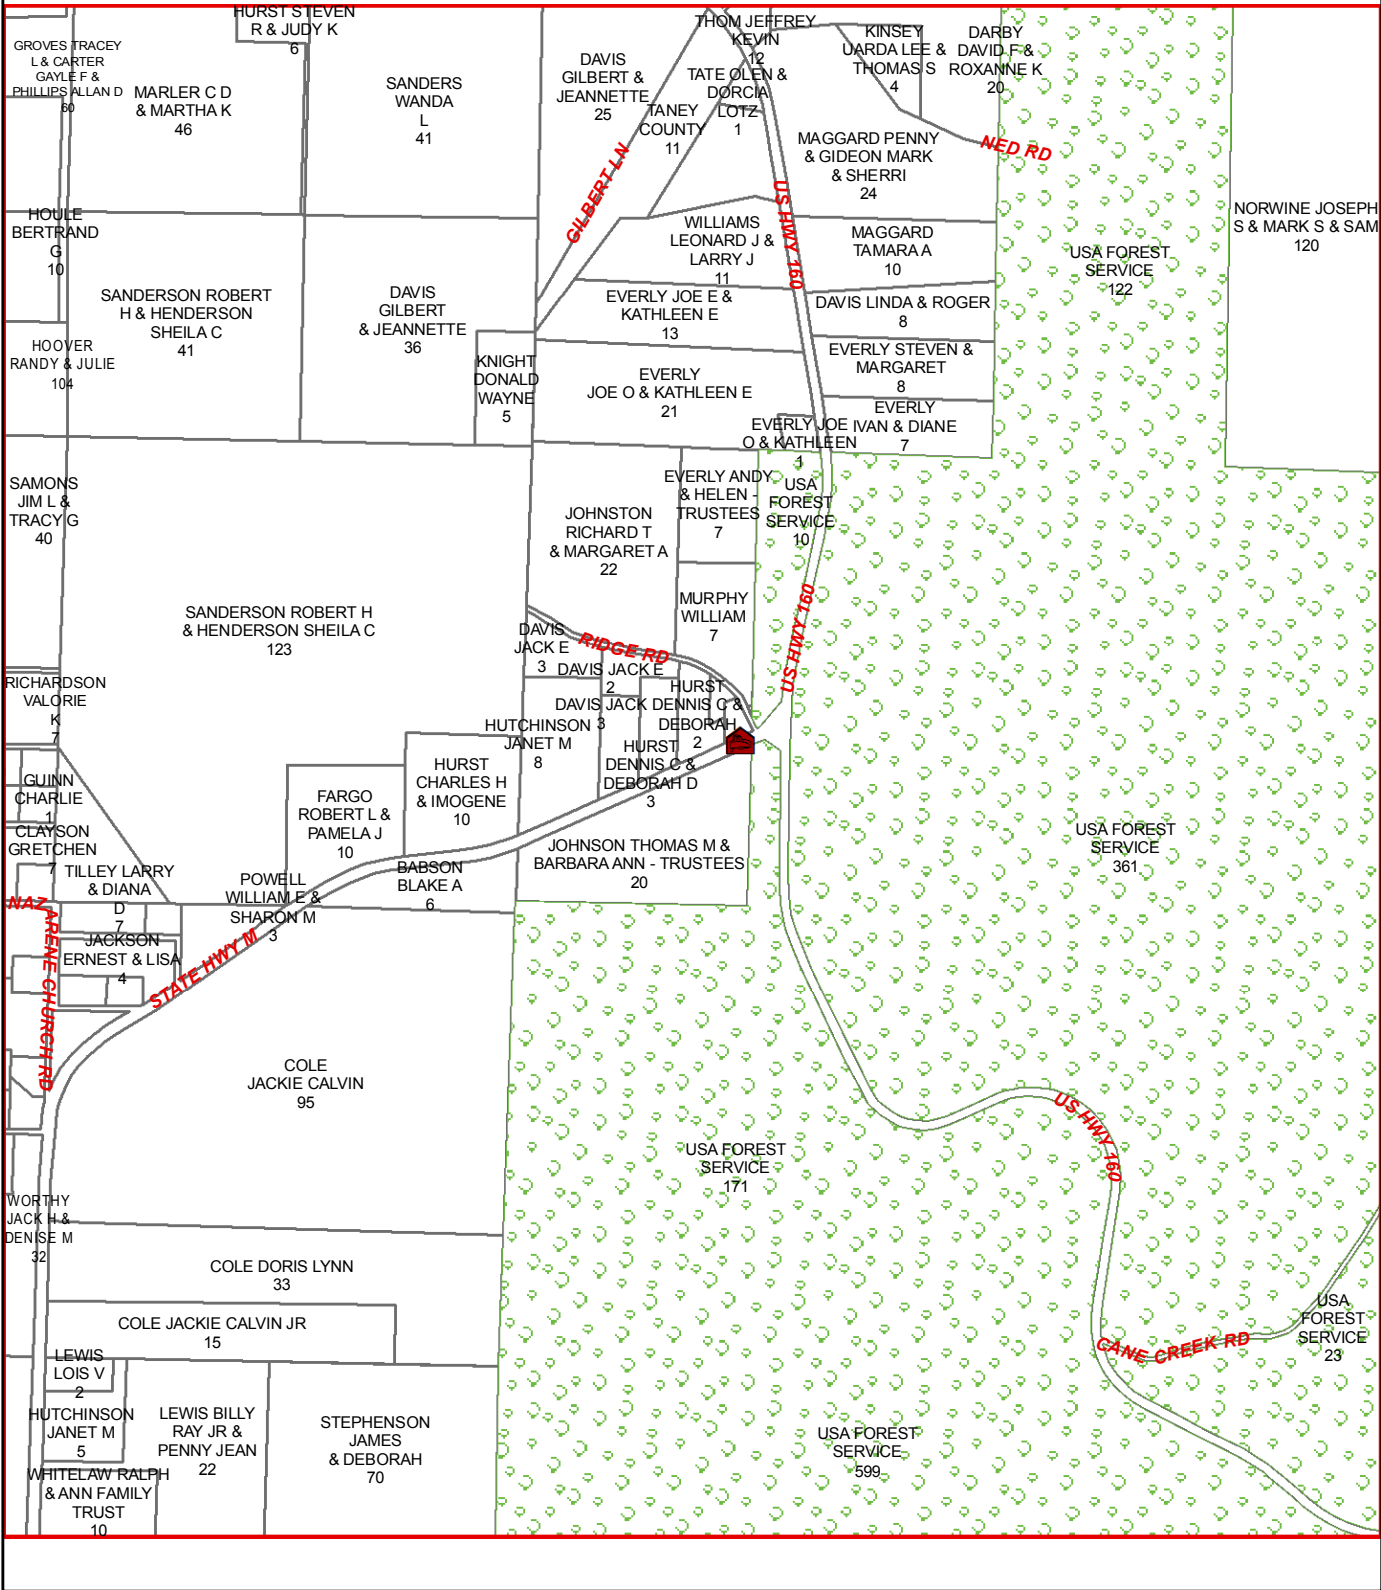 HURST STEVEN
R & JUDY K
6
GROVES TRACEY
L & CARTER
GAYLE F &
PHILLIPS ALLAN D
60
MARLER C D
& MARTHA K
46
SANDERS
WANDA
L
41
DAVIS
GILBERT &
JEANNETTE
25
THOM JEFFREY
KEVIN
12
TATE OLEN &
DORCIA
LOTZ
1
TANEY
COUNTY
11
KINSEY
UARDA LEE &
THOMAS S
4
DARBY
DAVID F &
ROXANNE K
20
MAGGARD PENNY
& GIDEON MARK
& SHERRI
24
NED RD
GILBERT LN
US HWY 160
HOULE
BERTRAND
G
10
WILLIAMS
LEONARD J &
LARRY J
11
MAGGARD
TAMARA A
10
USA FOREST
SERVICE
122
NORWINE JOSEPH
S & MARK S & SAM
120
SANDERSON ROBERT
H & HENDERSON
SHEILA C
41
DAVIS
GILBERT
& JEANNETTE
36
EVERLY JOE E &
KATHLEEN E
13
DAVIS LINDA & ROGER
8
HOOVER
RANDY & JULIE
104
KNIGHT
DONALD
WAYNE
5
EVERLY
JOE O & KATHLEEN E
21
EVERLY STEVEN &
MARGARET
8
EVERLY
IVAN & DIANE
7
EVERLY JOE
O & KATHLEEN
1
SAMONS
JIM L &
TRACY G
40
JOHNSTON
RICHARD T
& MARGARET A
22
EVERLY ANDY
& HELEN -
TRUSTEES
7
USA
FOREST
SERVICE
10
SANDERSON ROBERT H
& HENDERSON SHEILA C
123
MURPHY
WILLIAM
7
US HWY 160
DAVIS
JACK E
3
RIDGE RD
DAVIS JACK E
2
RICHARDSON
VALORIE
K
7
DAVIS JACK
3
HURST
DENNIS C &
DEBORAH
2
HUTCHINSON
JANET M
8
HURST
DENNIS C &
DEBORAH D
3
GUINN
CHARLIE
1
HURST
CHARLES H
& IMOGENE
10
FARGO
ROBERT L &
PAMELA J
10
CLAYSON
GRETCHEN
7
JOHNSON THOMAS M &
BARBARA ANN - TRUSTEES
20
USA FOREST
SERVICE
361
TILLEY LARRY
& DIANA
D
7
POWELL
WILLIAM E &
SHARON M
3
BABSON
BLAKE A
6
NAZARENE CHURCH RD
JACKSON
ERNEST & LISA
4
STATE HWY M
COLE
JACKIE CALVIN
95
US HWY 160
USA FOREST
SERVICE
171
WORTHY
JACK H &
DENISE M
32
COLE DORIS LYNN
33
COLE JACKIE CALVIN JR
15
USA
FOREST
SERVICE
23
CANE CREEK RD
LEWIS
LOIS V
2
HUTCHINSON
JANET M
5
LEWIS BILLY
RAY JR &
PENNY JEAN
22
STEPHENSON
JAMES
& DEBORAH
70
USA FOREST
SERVICE
599
WHITELAW RALPH
& ANN FAMILY
TRUST
10